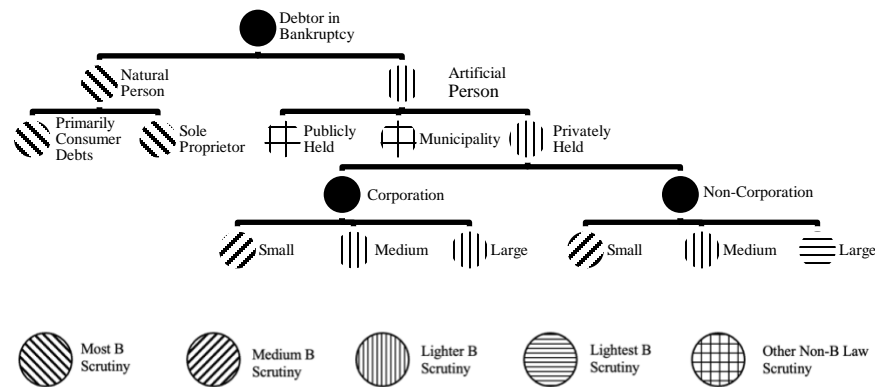 Debtor in
Bankruptcy
Natural
Person
Artificial
Person
Primarily
Consumer
Debts
Sole
Proprietor
Publicly
Held
Municipality
Privately
Held
Corporation
Non-Corporation
Small
Medium
Large
Small
Medium
Large
Most B
Scrutiny
Medium B
Scrutiny
Lighter B
Scrutiny
Lightest B
Scrutiny
Other Non-B Law
Scrutiny